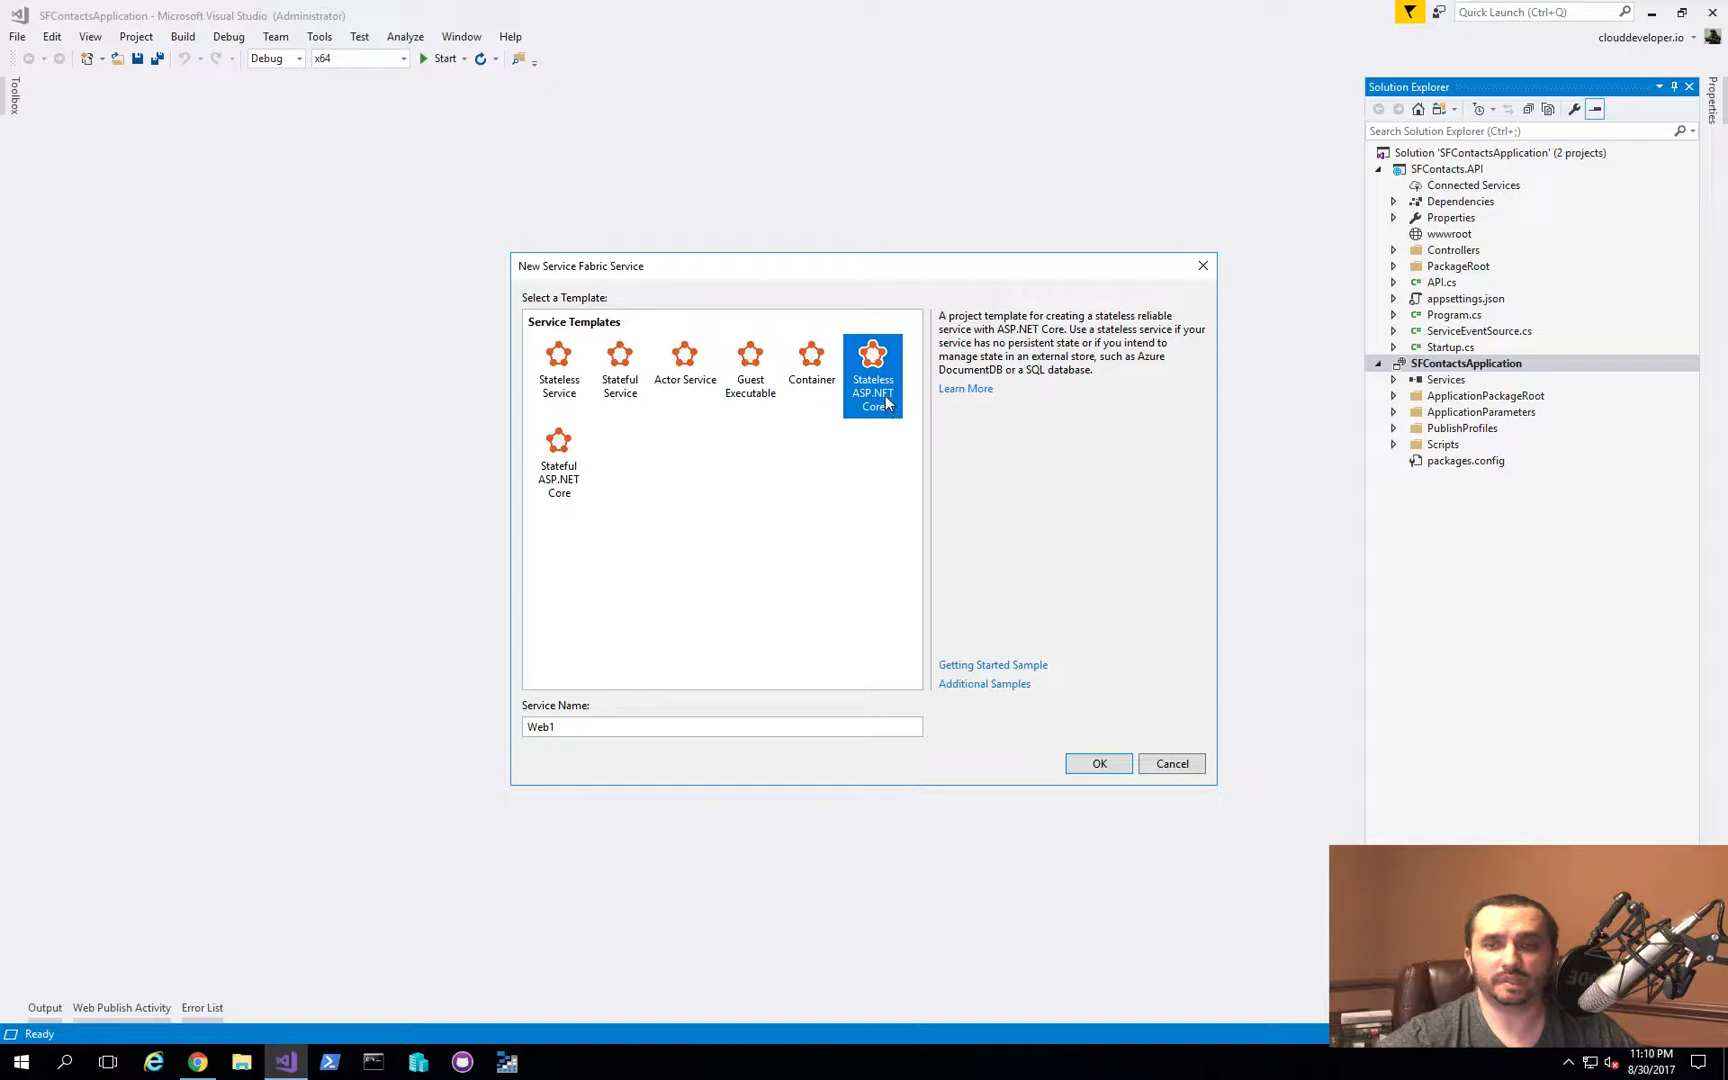 SFContactsApplication - Microsoft Visual Studio (Administrator)
Quick Launch (Ctrl+Q)
File Edit View Project Build Debug Team Tools Test Analyze Window Help
clouddeveloper.io
Debug x64 Start
Toolbox
Properties
Solution Explorer
Search Solution Explorer (Ctrl+;)
Solution 'SFContactsApplication' (2 projects)
SFContacts.API
Connected Services
Dependencies
Properties
wwwroot
Controllers
PackageRoot
API.cs
appsettings.json
Program.cs
ServiceEventSource.cs
Startup.cs
SFContactsApplication
Services
ApplicationPackageRoot
ApplicationParameters
PublishProfiles
Scripts
packages.config
New Service Fabric Service
Select a Template:
Service Templates
Stateless
Service
Stateful
Service
Actor Service
Guest
Executable
Container
Stateless
ASP.NET
Core
Stateful
ASP.NET
Core
A project template for creating a stateless reliable
service with ASP.NET Core. Use a stateless service if your
service has no persistent state or if you intend to
manage state in an external store, such as Azure
DocumentDB or a SQL database.
Learn More
Getting Started Sample
Additional Samples
Service Name:
Web1
OK Cancel
Output Web Publish Activity Error List
Ready
11:10 PM
8/30/2017